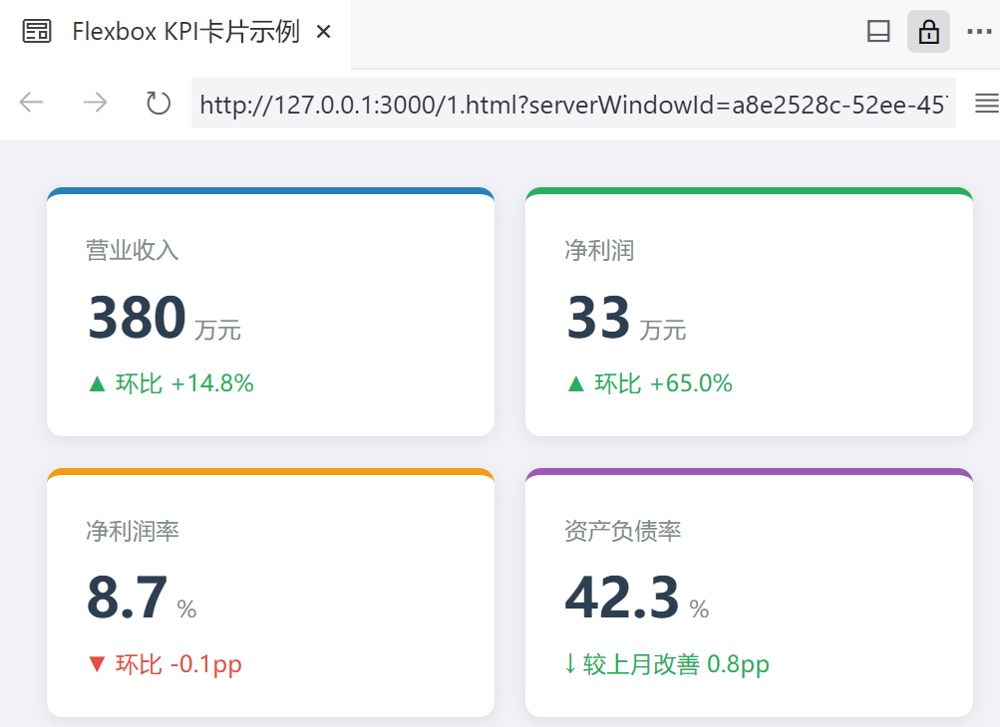 Flexbox KPI卡片示例
http://127.0.0.1:3000/1.html?serverWindowId=a8e2528c-52ee-45
营业收入
380 万元
▲ 环比 +14.8%
净利润
33 万元
▲ 环比 +65.0%
净利润率
8.7 %
▼ 环比 -0.1pp
资产负债率
42.3 %
↓ 较上月改善 0.8pp